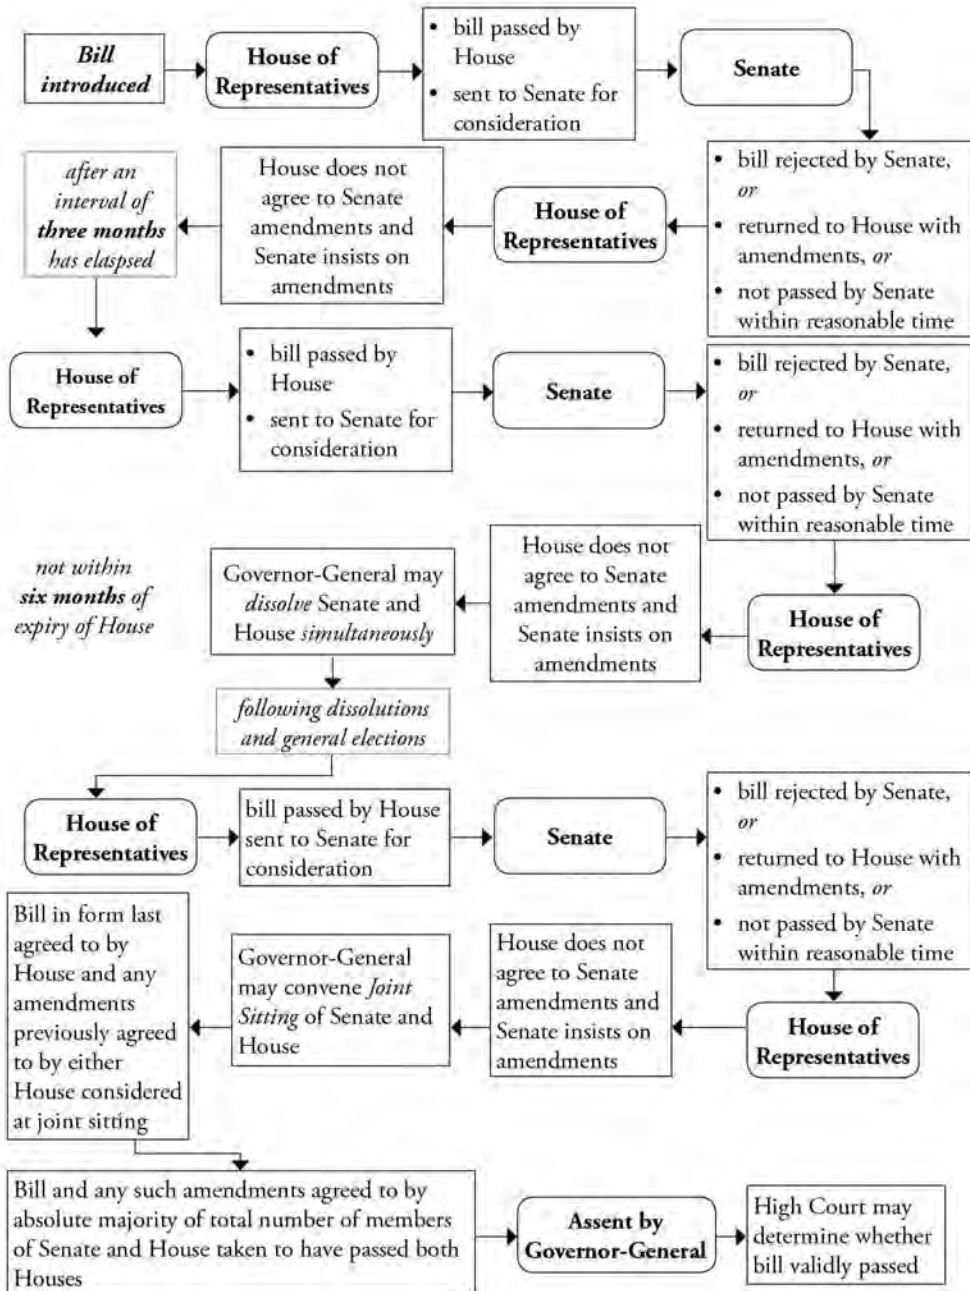 Bill
introduced
House of
Representatives
• bill passed by
House
• sent to Senate for
consideration
Senate
• bill rejected by Senate,
or
• returned to House with
amendments, or
• not passed by Senate
within reasonable time
House of
Representatives
House does not
agree to Senate
amendments and
Senate insists on
amendments
after an
interval of
three months
has elaspsed
House of
Representatives
• bill passed by
House
• sent to Senate for
consideration
Senate
• bill rejected by Senate,
or
• returned to House with
amendments, or
• not passed by Senate
within reasonable time
House of
Representatives
House does not
agree to Senate
amendments and
Senate insists on
amendments
Governor-General may
dissolve Senate and
House simultaneously
not within
six months of
expiry of House
following dissolutions
and general elections
House of
Representatives
bill passed by House
sent to Senate for
consideration
Senate
• bill rejected by Senate,
or
• returned to House with
amendments, or
• not passed by Senate
within reasonable time
House of
Representatives
House does not
agree to Senate
amendments and
Senate insists on
amendments
Governor-General
may convene Joint
Sitting of Senate and
House
Bill in form last
agreed to by
House and any
amendments
previously agreed
to by either
House considered
at joint sitting
Bill and any such amendments agreed to by
absolute majority of total number of members
of Senate and House taken to have passed both
Houses
Assent by
Governor-General
High Court may
determine whether
bill validly passed